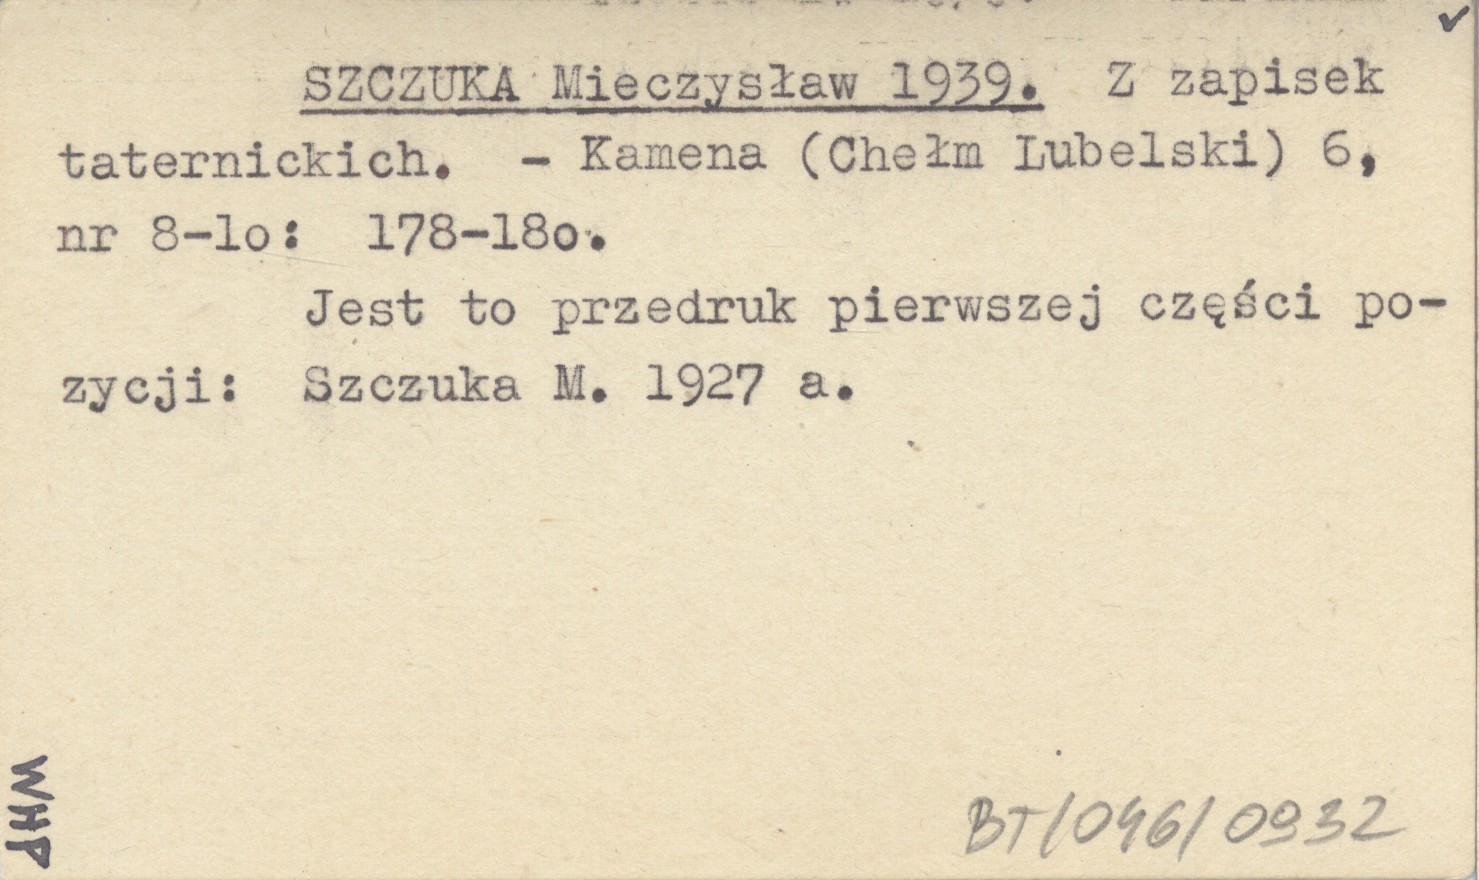 ✓
SZCZUKA Mieczysław 1939. Z zapisek
taternickich. - Kamena (Chełm Lubelski) 6,
nr 8-lo: 178-18o.
Jest to przedruk pierwszej części po-
zycji: Szczuka M. 1927 a.
WHP
BT/046/0932